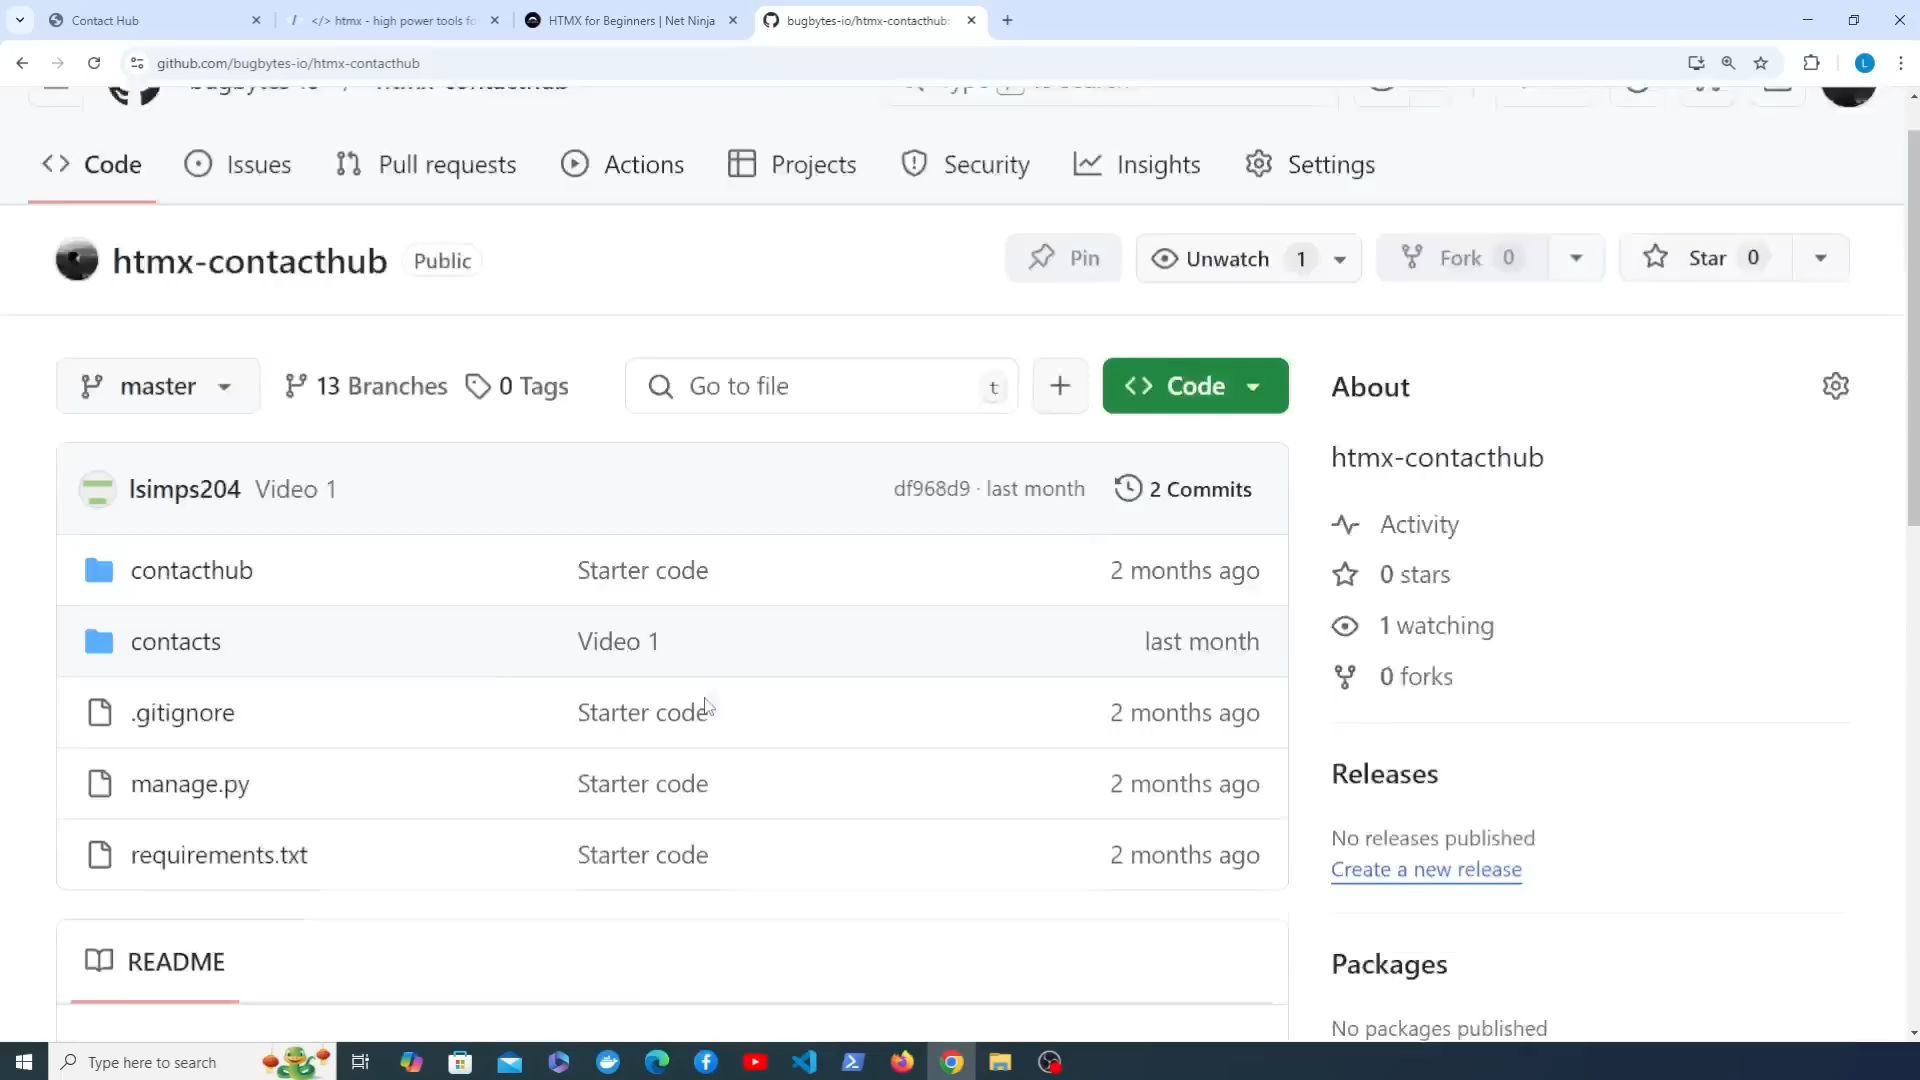 Contact Hub
</> htmx - high power tools fo
HTMX for Beginners | Net Ninja
bugbytes-io/htmx-contacthub:
github.com/bugbytes-io/htmx-contacthub
Code
Issues
Pull requests
Actions
Projects
Security
Insights
Settings
htmx-contacthub
Public
Pin
Unwatch 1
Fork 0
Star 0
master
13 Branches
0 Tags
Go to file
t
Code
About
htmx-contacthub
lsimps204 Video 1
df968d9 · last month
2 Commits
contacthub Starter code 2 months ago
contacts Video 1 last month
.gitignore Starter code 2 months ago
manage.py Starter code 2 months ago
requirements.txt Starter code 2 months ago
Activity
0 stars
1 watching
0 forks
Releases
No releases published
Create a new release
README
Packages
No packages published
Type here to search
L